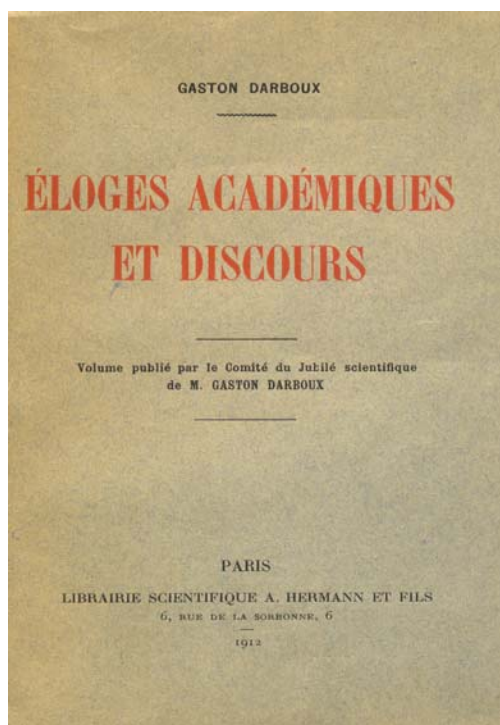 GASTON DARBOUX
ÉLOGES ACADÉMIQUES
ET DISCOURS
Volume publié par le Comité du Jubilé scientifique
de M. GASTON DARBOUX
PARIS
LIBRAIRIE SCIENTIFIQUE A. HERMANN ET FILS
6, RUE DE LA SORBONNE, 6
1912